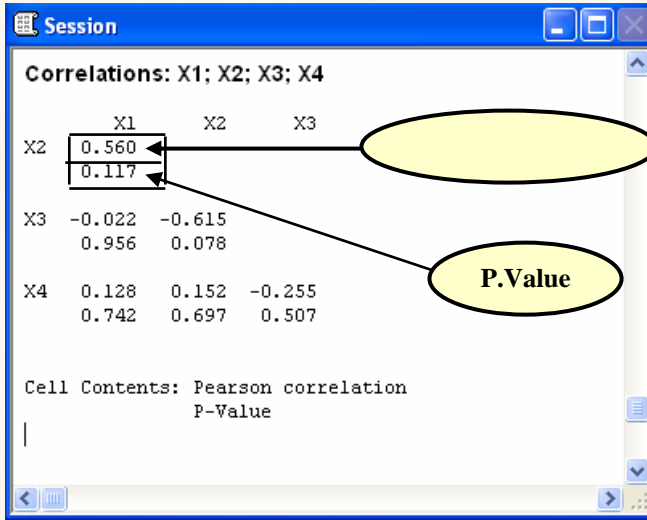 Session
Correlations: X1; X2; X3; X4
X1 X2 X3
X2 0.560
0.117
X3 -0.022 -0.615
0.956 0.078
X4 0.128 0.152 -0.255
0.742 0.697 0.507
P.Value
Cell Contents: Pearson correlation
P-Value